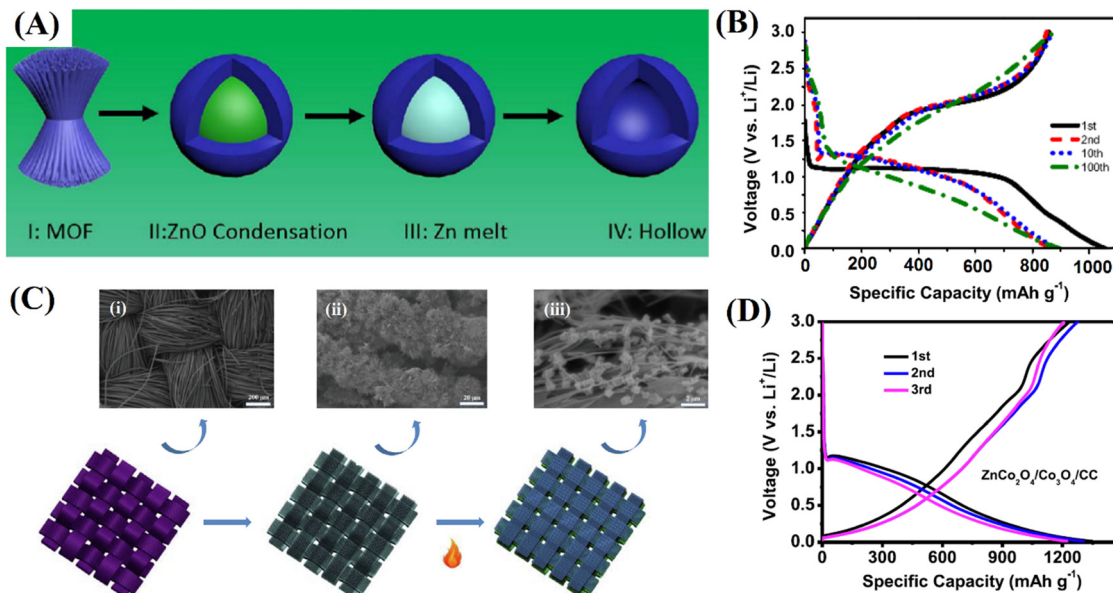 (A)
I: MOF
II:ZnO Condensation
III: Zn melt
IV: Hollow
(B)
3.0
2.5
2.0
1.5
1.0
0.5
0.0
Voltage (V vs. Li⁺/Li)
1st
2nd
10th
100th
200 400 600 800 1000
Specific Capacity (mAh g⁻¹)
(C)
(i)
200 μm
(ii)
20 μm
(iii)
2 μm
(D)
3.0
2.5
2.0
1.5
1.0
0.5
0.0
Voltage (V vs. Li⁺/Li)
1st
2nd
3rd
ZnCo₂O₄/Co₃O₄/CC
0 300 600 900 1200
Specific Capacity (mAh g⁻¹)